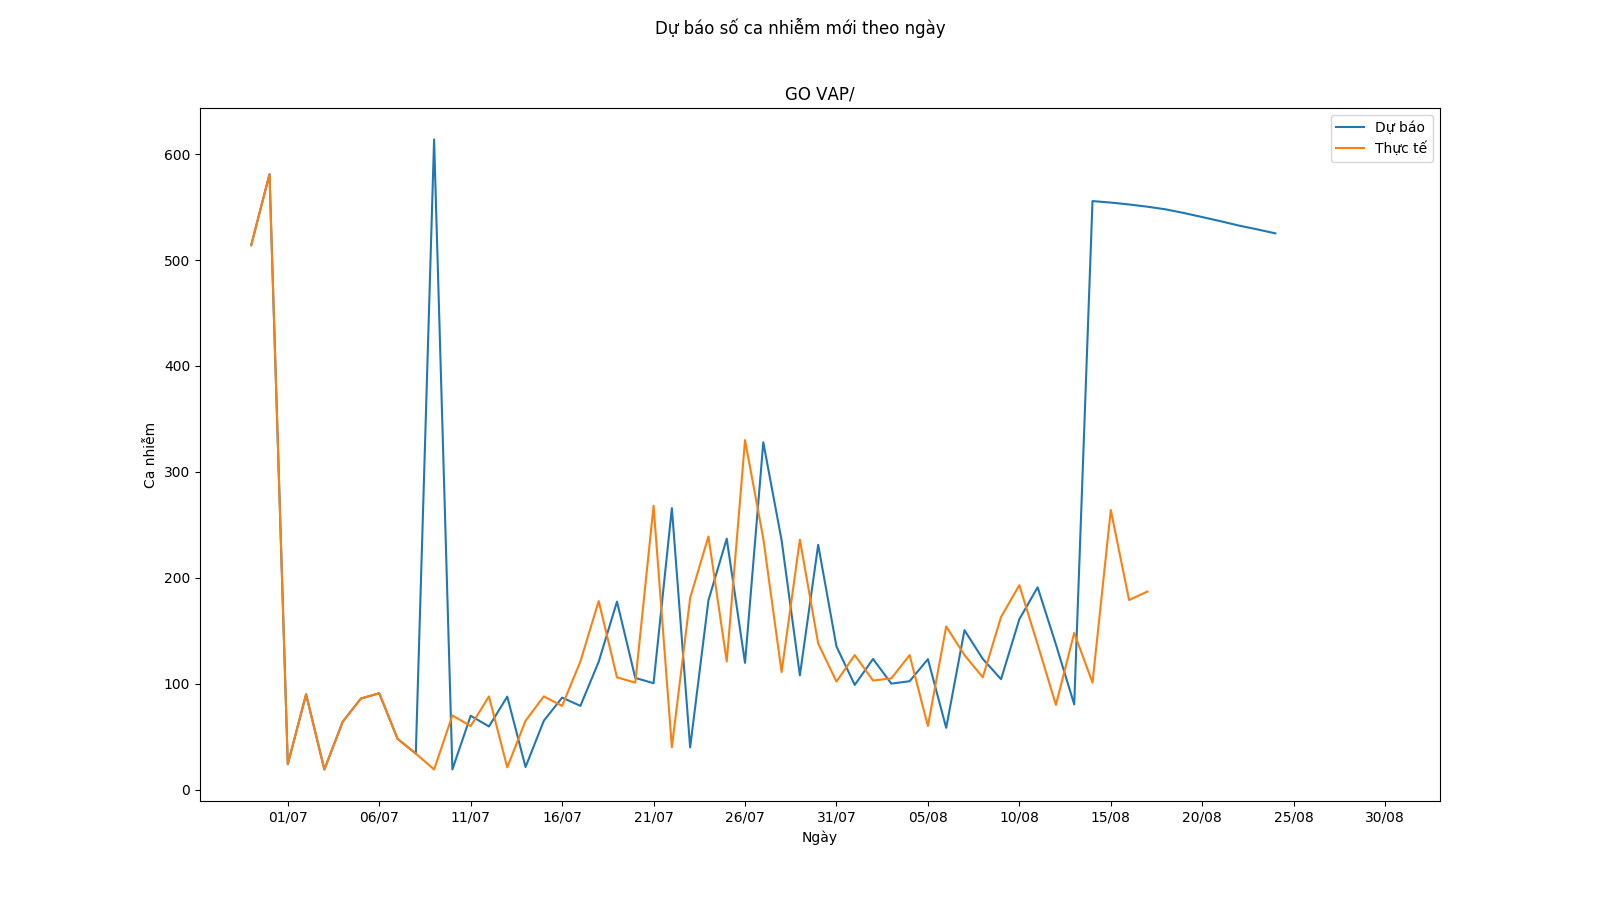 Dự báo số ca nhiễm mới theo ngày
GO VAP/
Dự báo
Thực tế
600
500
400
300
200
100
0
Ca nhiễm
01/07 06/07 11/07 16/07 21/07 26/07 31/07 05/08 10/08 15/08 20/08 25/08 30/08
Ngày